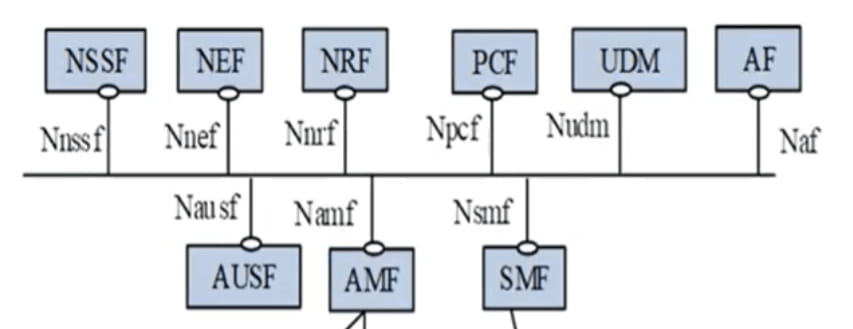 NSSF NEF NRF PCF UDM AF
Nnssf Nnef Nnrf Npcf Nudm Naf
Nausf Namf Nsmf
AUSF AMF SMF